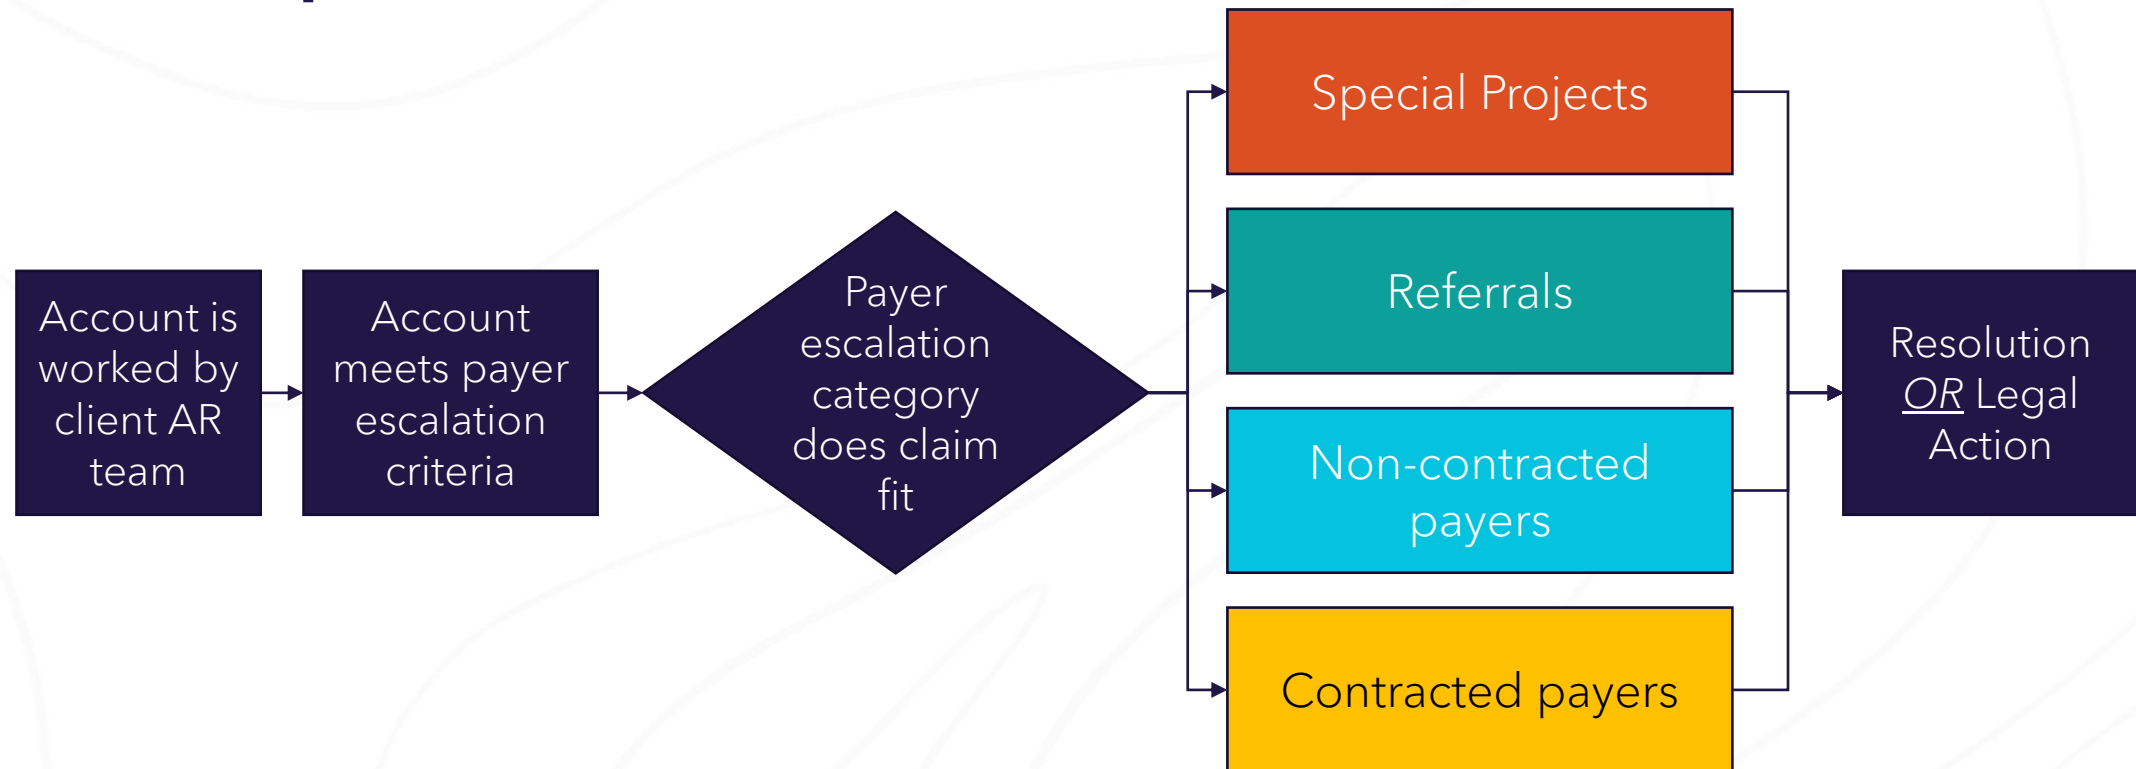 Account is
worked by
client AR
team
Account
meets payer
escalation
criteria
Payer
escalation
category
does claim
fit
Special Projects
Referrals
Non-contracted
payers
Contracted payers
Resolution
OR Legal
Action